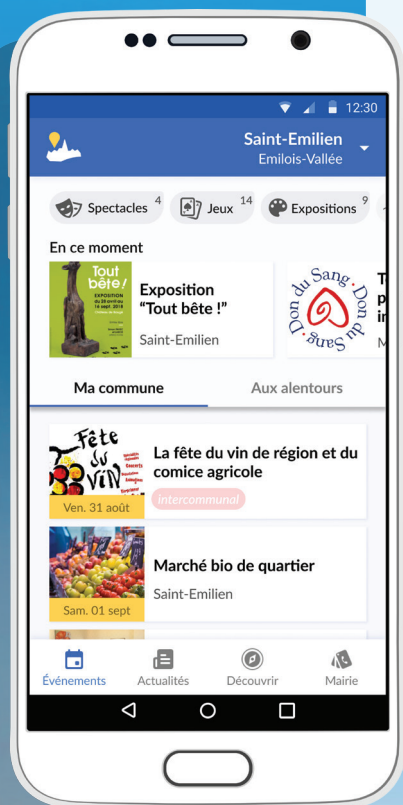 12:30
Saint-Emilien
Emilois-Vallée
Spectacles 4
Jeux 14
Expositions 9
En ce moment
Tout
bête !
EXPOSITION
Exposition
“Tout bête !”
Saint-Emilien
Don du Sang · Don du Sang
Ma commune
Aux alentours
Fête
du
VIN
Concerts
Ven. 31 août
La fête du vin de région et du
comice agricole
intercommunal
Sam. 01 sept
Marché bio de quartier
Saint-Emilien
Événements
Actualités
Découvrir
Mairie